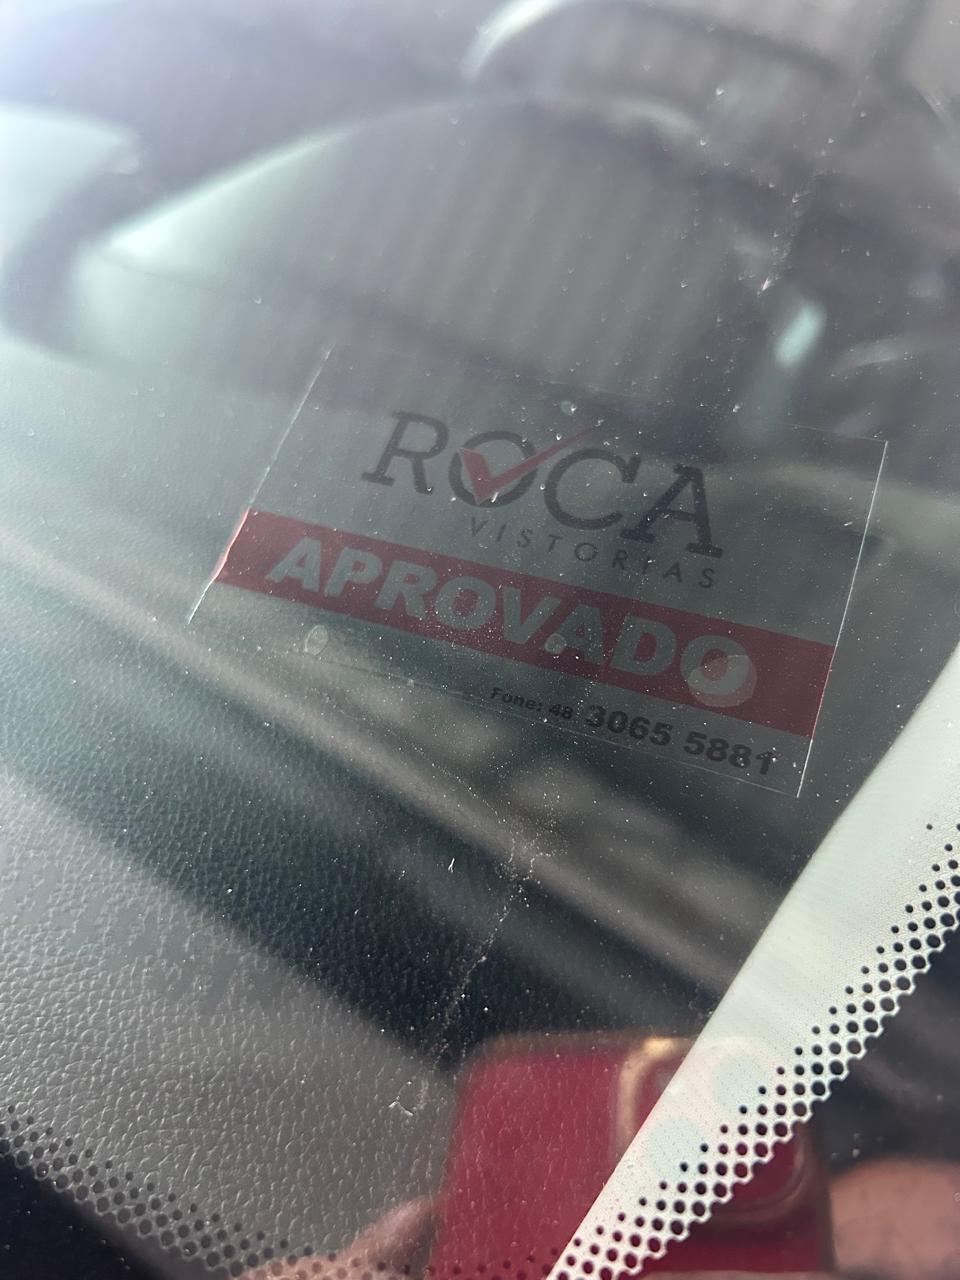 ROCA
VISTORIAS
APROVADO
Fone: 48 3065 5881